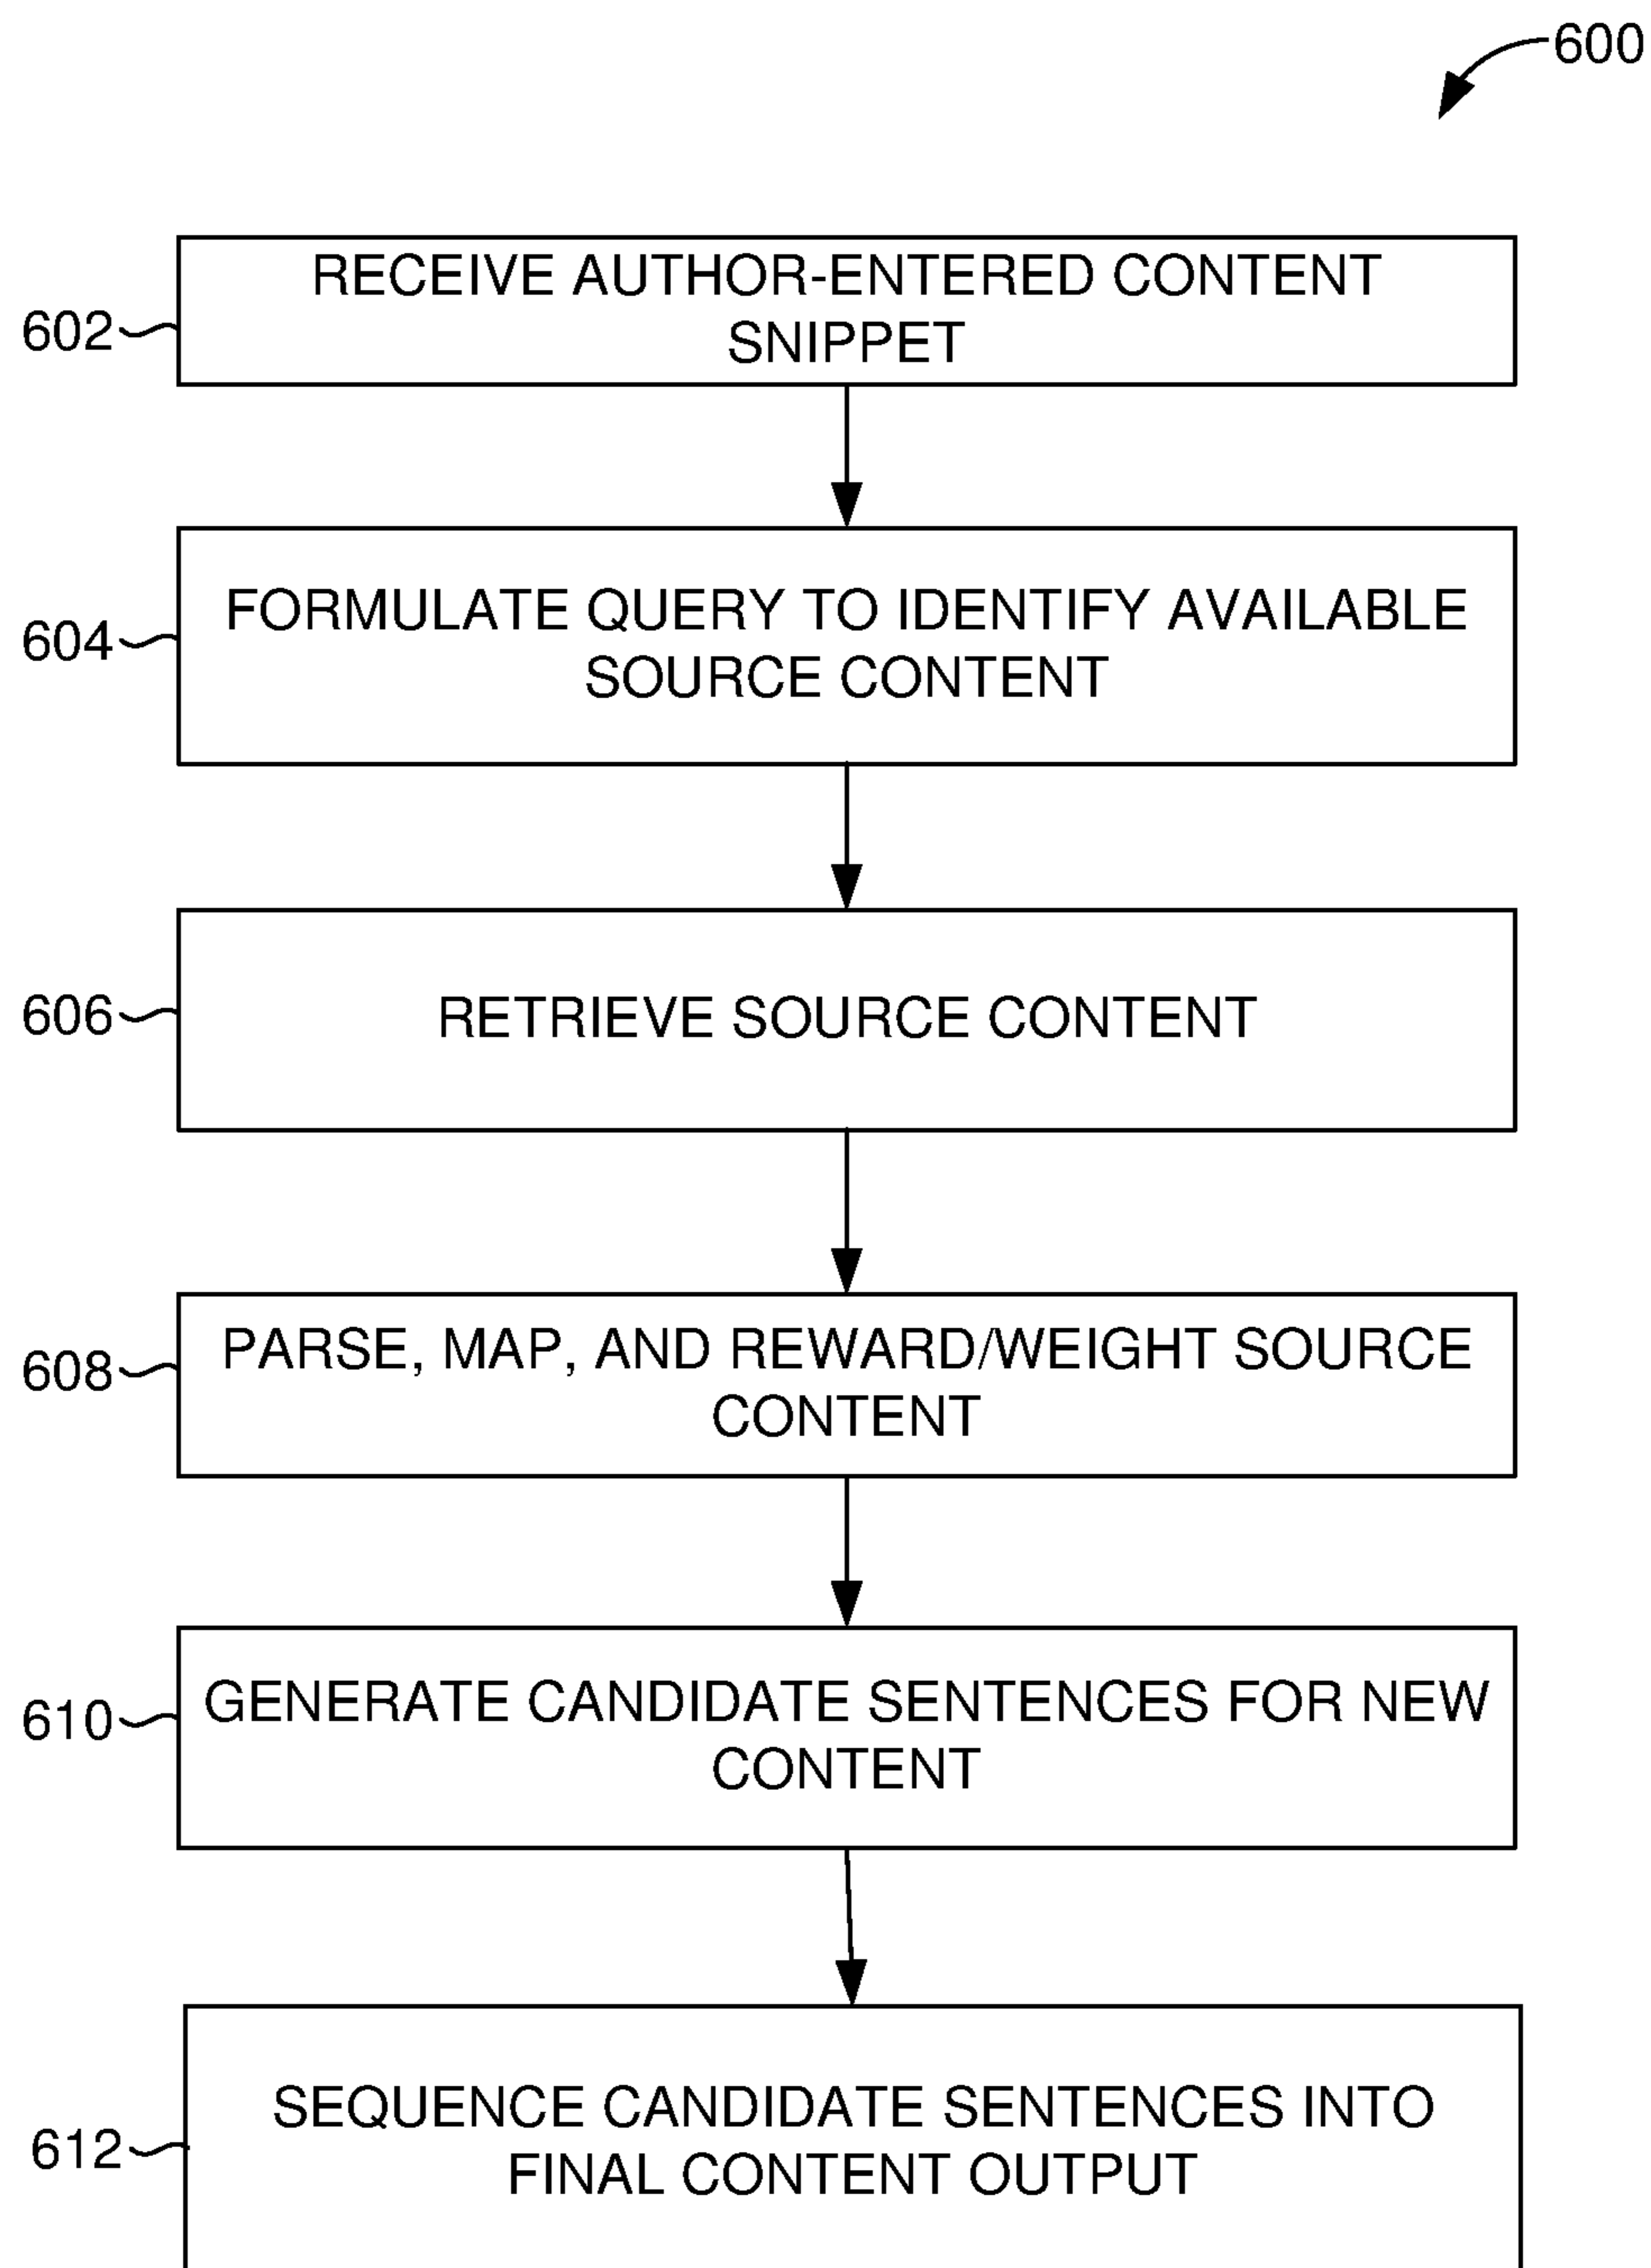 600
RECEIVE AUTHOR-ENTERED CONTENT
SNIPPET
602
FORMULATE QUERY TO IDENTIFY AVAILABLE
SOURCE CONTENT
604
RETRIEVE SOURCE CONTENT
606
PARSE, MAP, AND REWARD/WEIGHT SOURCE
CONTENT
608
GENERATE CANDIDATE SENTENCES FOR NEW
CONTENT
610
SEQUENCE CANDIDATE SENTENCES INTO
FINAL CONTENT OUTPUT
612